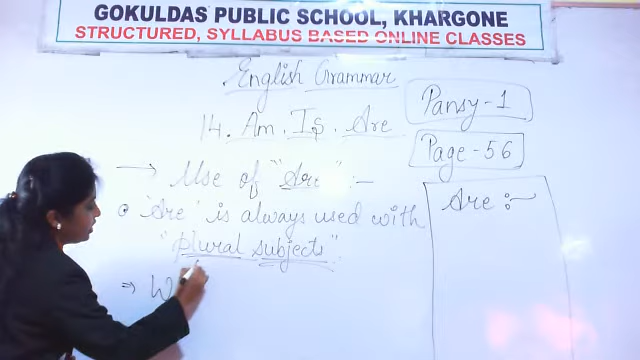 GOKULDAS PUBLIC SCHOOL, KHARGONE
STRUCTURED, SYLLABUS BASED ONLINE CLASSES
English Grammar
14. Am Is Are
Pansy-1
Page-56
→ Use of "Are" :-
'Are' is always used with
"plural subjects"
⇒ W
Are :-